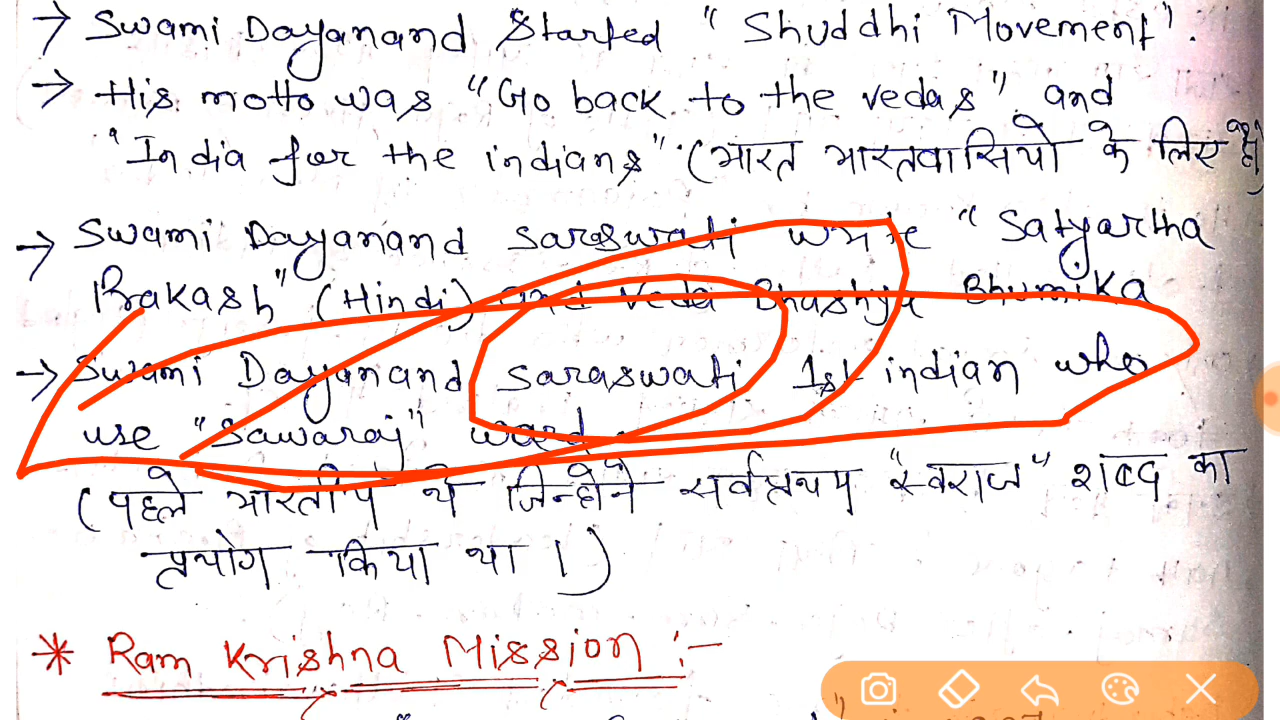 → Swami Dayanand Started "Shuddhi Movement".
→ His motto was "Go back to the vedas" and
"India for the indians". (भारत भारतवासियों के लिए है)
→ Swami Dayanand saraswati write "Satyartha
Prakash" (Hindi) and Veda Bhashya Bhumika
→ Swami Dayanand saraswati 1st indian who
use "Sawaraj" word.
(पहले भारतीय थे जिन्होंने सर्वप्रथम "स्वराज" शब्द का
प्रयोग किया था।)
* Ram Krishna Mission :-